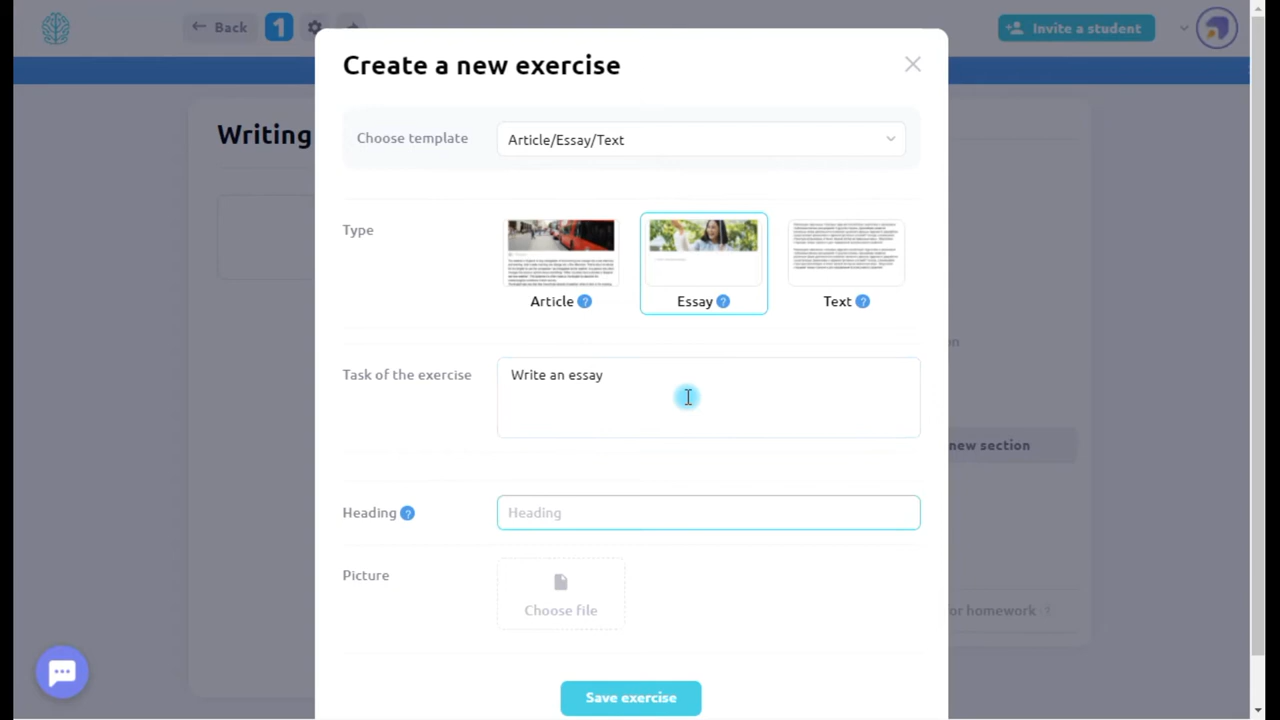 Back
1
Invite a student
Create a new exercise
Writing
Choose template
Article/Essay/Text
Type
Article ?
Essay ?
Text ?
Task of the exercise
Write an essay
new section
Heading ?
Heading
Picture
Choose file
or homework ?
Save exercise